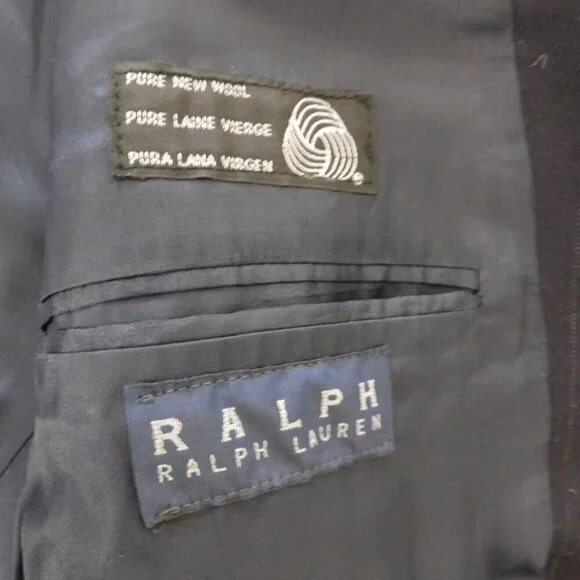 PURE NEW WOOL
PURE LAINE VIERGE
PURA LANA VIRGEN
RALPH
RALPH LAUREN